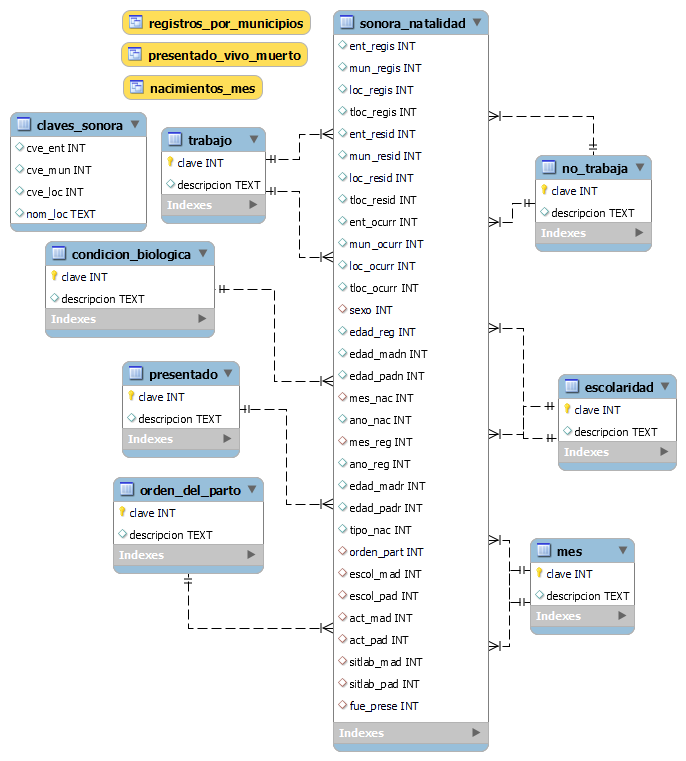 registros_por_municipios
presentado_vivo_muerto
nacimientos_mes
claves_sonora
cve_ent INT
cve_mun INT
cve_loc INT
nom_loc TEXT
trabajo
clave INT
descripcion TEXT
Indexes
condicion_biologica
clave INT
descripcion TEXT
Indexes
presentado
clave INT
descripcion TEXT
Indexes
orden_del_parto
clave INT
descripcion TEXT
Indexes
sonora_natalidad
ent_regis INT
mun_regis INT
loc_regis INT
tloc_regis INT
ent_resid INT
mun_resid INT
loc_resid INT
tloc_resid INT
ent_ocurr INT
mun_ocurr INT
loc_ocurr INT
tloc_ocurr INT
sexo INT
edad_reg INT
edad_madn INT
edad_padn INT
mes_nac INT
ano_nac INT
mes_reg INT
ano_reg INT
edad_madr INT
edad_padr INT
tipo_nac INT
orden_part INT
escol_mad INT
escol_pad INT
act_mad INT
act_pad INT
sitlab_mad INT
sitlab_pad INT
fue_prese INT
Indexes
no_trabaja
clave INT
descripcion TEXT
Indexes
escolaridad
clave INT
descripcion TEXT
Indexes
mes
clave INT
descripcion TEXT
Indexes